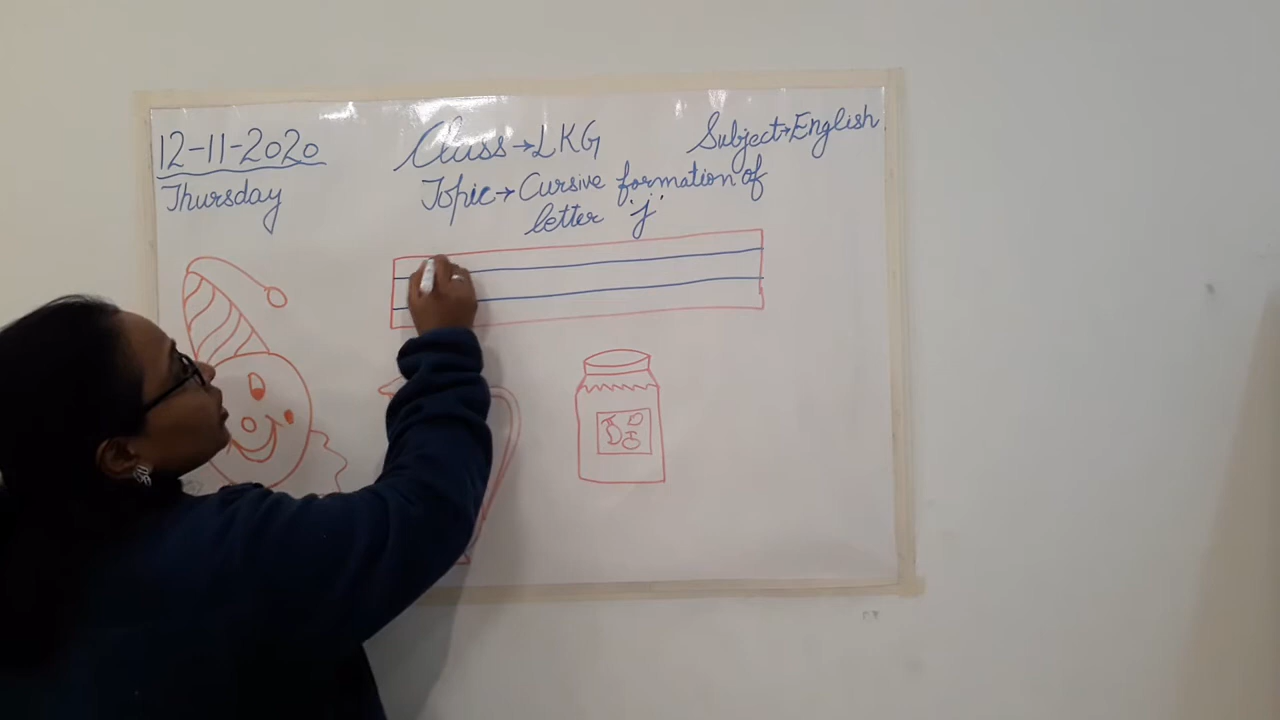 12-11-2020
Thursday
Class→LKG
Subject→English
Topic→Cursive formation of
letter 'j'